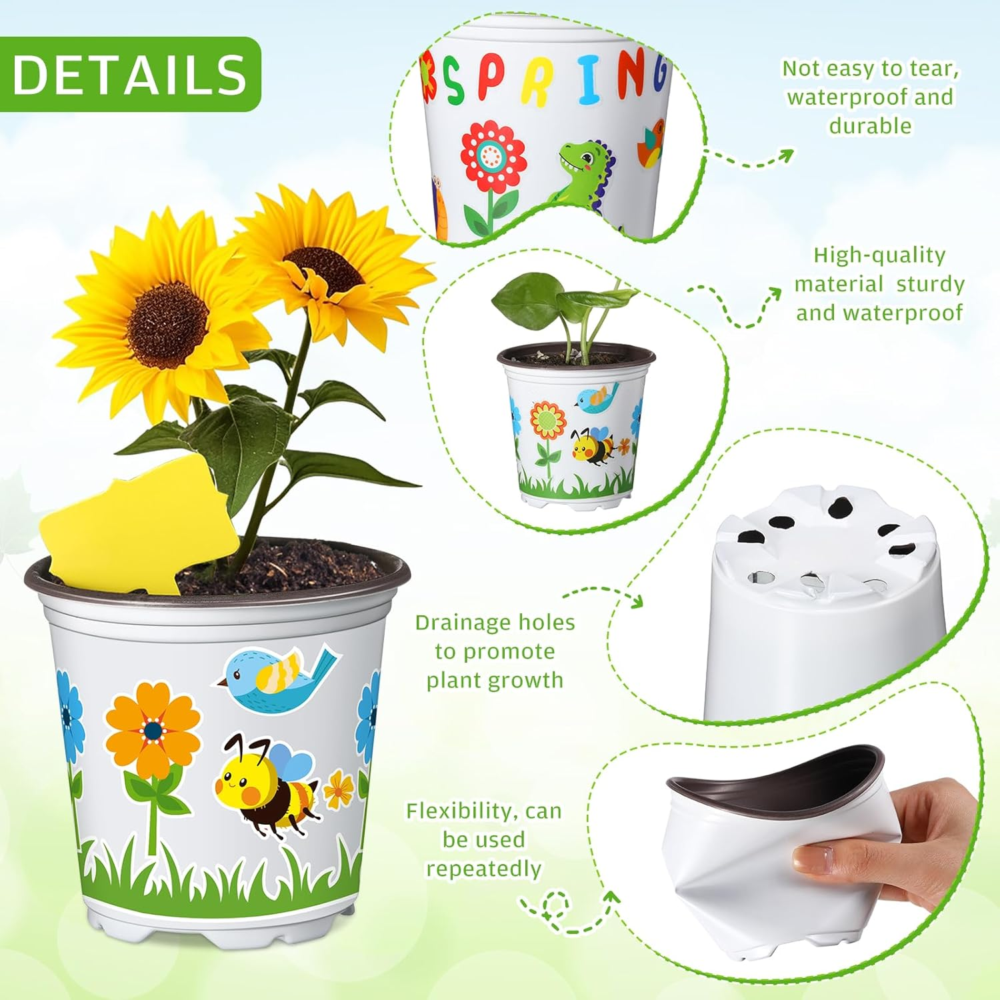 DETAILS
SPRING
Not easy to tear,
waterproof and
durable
High-quality
material sturdy
and waterproof
Drainage holes
to promote
plant growth
Flexibility, can
be used
repeatedly